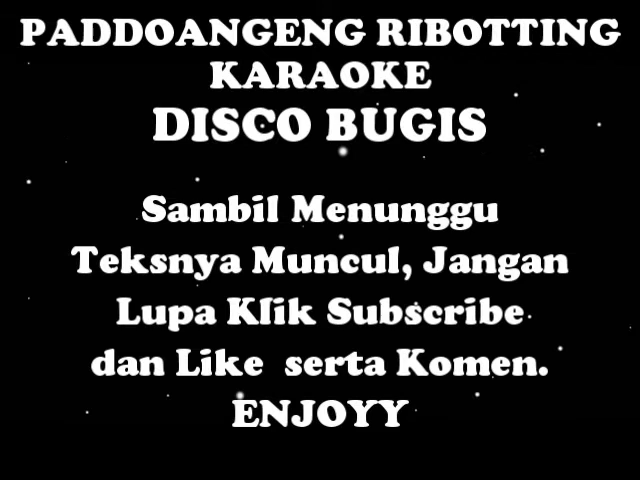 PADDOANGENG RIBOTTING
KARAOKE
DISCO BUGIS
Sambil Menunggu
Teksnya Muncul, Jangan
Lupa Klik Subscribe
dan Like serta Komen.
ENJOYY